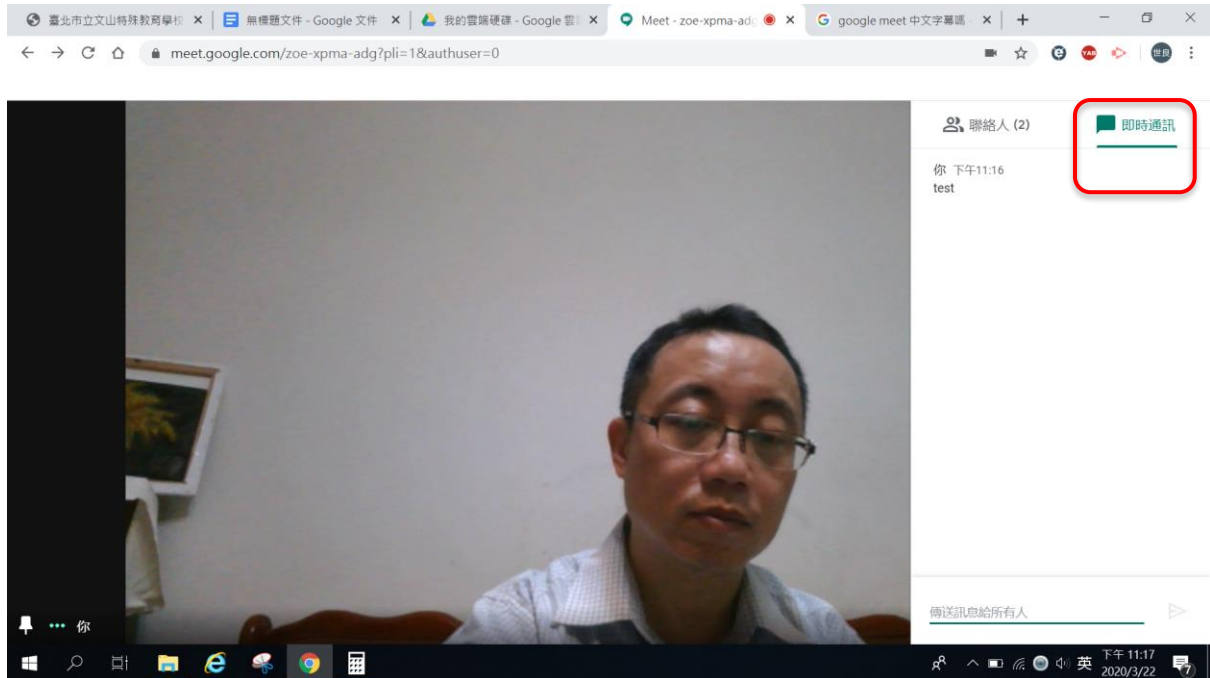 臺北市立文山特殊教育學校
無標題文件 - Google 文件
我的雲端硬碟 - Google 雲
Meet - zoe-xpma-adg
google meet 中文字幕嗎
meet.google.com/zoe-xpma-adg?pli=1&authuser=0
YAB
世良
聯絡人 (2)
即時通訊
你 下午11:16
test
傳送訊息給所有人
你
英
下午 11:17
2020/3/22
7